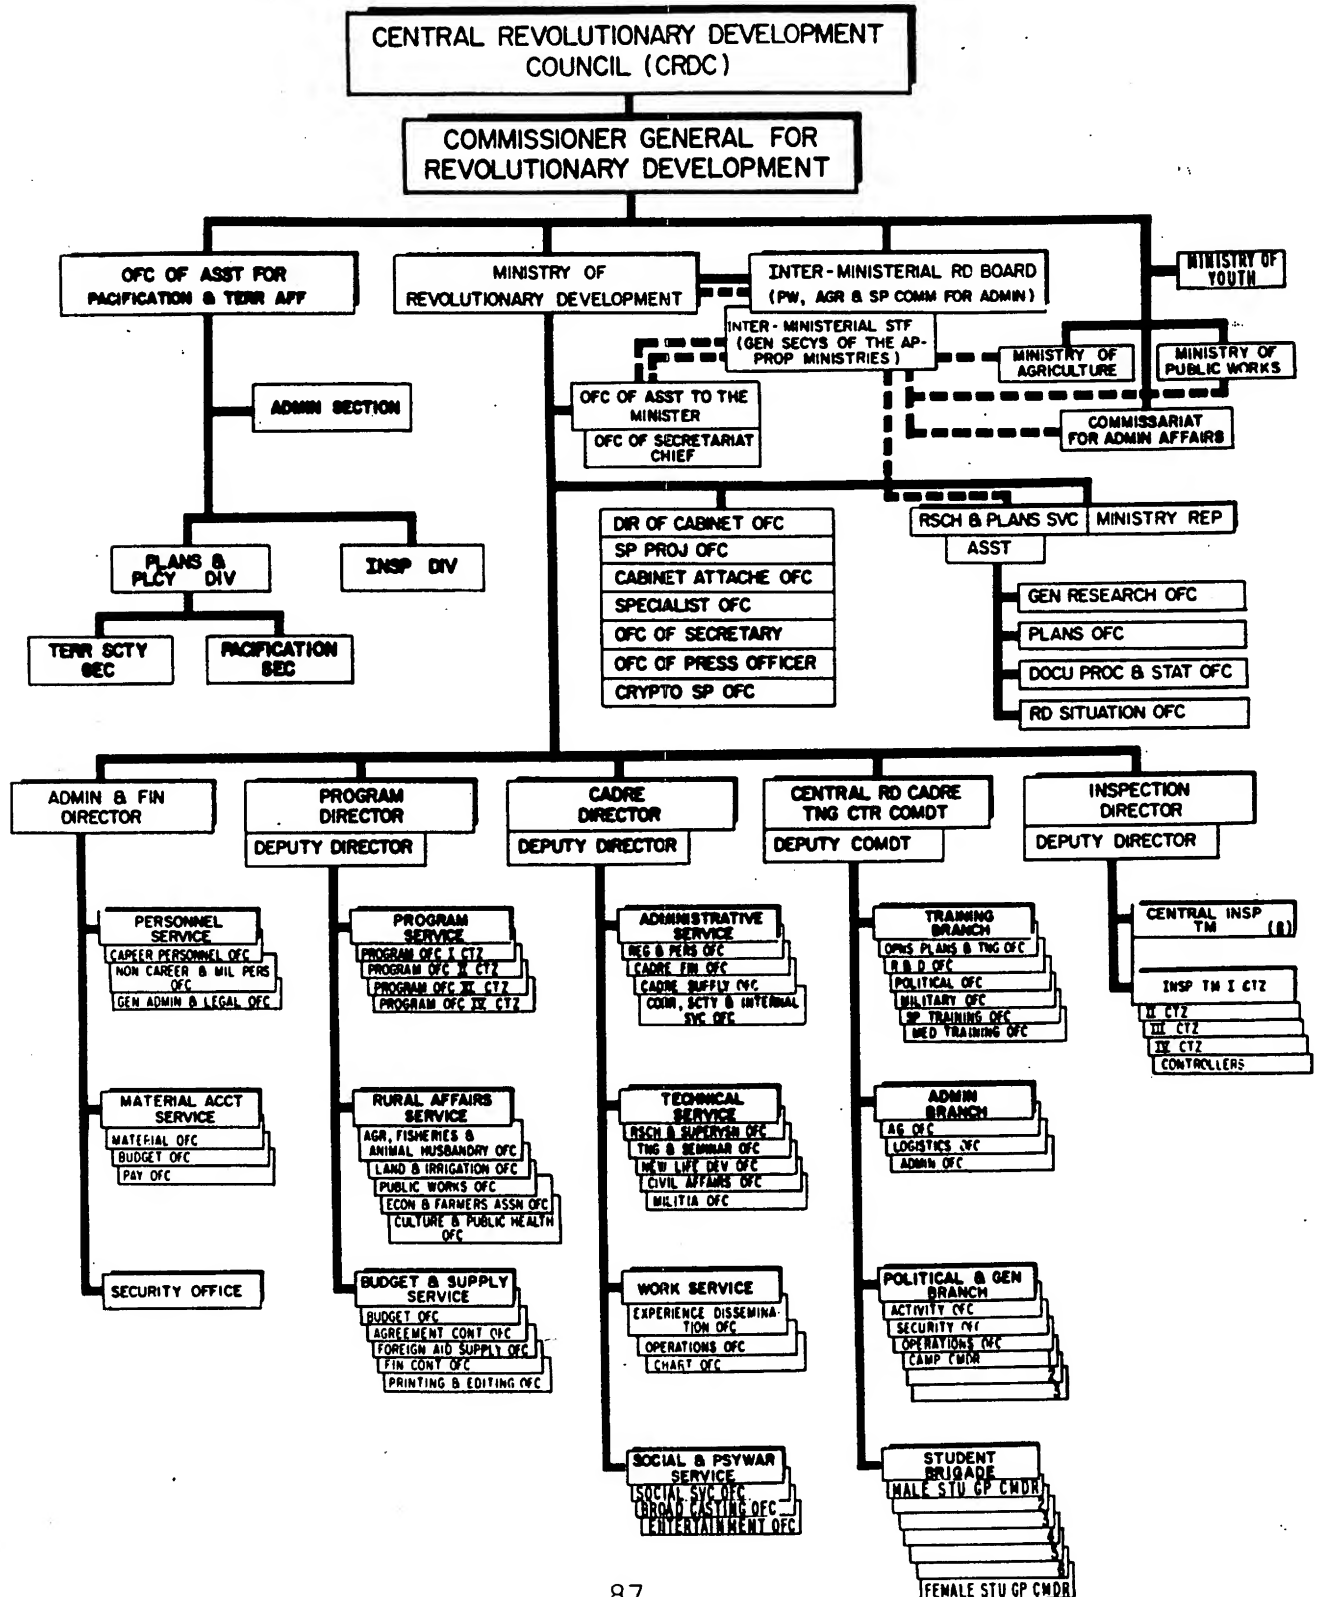 CENTRAL REVOLUTIONARY DEVELOPMENT
COUNCIL (CRDC)
COMMISSIONER GENERAL FOR
REVOLUTIONARY DEVELOPMENT
OFC OF ASST FOR
PACIFICATION & TERR AFF
MINISTRY OF
REVOLUTIONARY DEVELOPMENT
INTER-MINISTERIAL RD BOARD
(PW, AGR & SP COMM FOR ADMIN)
MINISTRY OF
YOUTH
INTER-MINISTERIAL STF
(GEN SECYS OF THE AP-
PROP MINISTRIES)
MINISTRY OF
AGRICULTURE
MINISTRY OF
PUBLIC WORKS
COMMISSARIAT
FOR ADMIN AFFAIRS
ADMIN SECTION
OFC OF ASST TO THE
MINISTER
OFC OF SECRETARIAT
CHIEF
PLANS &
PLCY DIV
INSP DIV
TERR SCTY
SEC
PACIFICATION
SEC
DIR OF CABINET OFC
SP PROJ OFC
CABINET ATTACHE OFC
SPECIALIST OFC
OFC OF SECRETARY
OFC OF PRESS OFFICER
CRYPTO SP OFC
RSCH & PLANS SVC
MINISTRY REP
ASST
GEN RESEARCH OFC
PLANS OFC
DOCU PROC & STAT OFC
RD SITUATION OFC
ADMIN & FIN
DIRECTOR
PERSONNEL
SERVICE
CAREER PERSONNEL OFC
NON CAREER & MIL PERS
OFC
GEN ADMIN & LEGAL OFC
MATERIAL ACCT
SERVICE
MATERIAL OFC
BUDGET OFC
PAY OFC
SECURITY OFFICE
PROGRAM
DIRECTOR
DEPUTY DIRECTOR
PROGRAM
SERVICE
PROGRAM OFC I CTZ
PROGRAM OFC II CTZ
PROGRAM OFC III CTZ
PROGRAM OFC IV CTZ
RURAL AFFAIRS
SERVICE
AGR, FISHERIES &
ANIMAL HUSBANDRY OFC
LAND & IRRIGATION OFC
PUBLIC WORKS OFC
ECON & FARMERS ASSN OFC
CULTURE & PUBLIC HEALTH
OFC
BUDGET & SUPPLY
SERVICE
BUDGET OFC
AGREEMENT CONT OFC
FOREIGN AID SUPPLY OFC
FIN CONT OFC
PRINTING & EDITING OFC
CADRE
DIRECTOR
DEPUTY DIRECTOR
ADMINISTRATIVE
SERVICE
REG & PERS OFC
CADRE FIN OFC
CADRE SUPPLY OFC
SCTY & INTERNAL
SVC OFC
TECHNICAL
SERVICE
RSCH & SUPERVSN OFC
TNG & SEMINAR OFC
NEW LIFE DEV OFC
CIVIL AFFAIRS OFC
MILITIA OFC
WORK SERVICE
EXPERIENCE DISSEMINA-
TION OFC
OPERATIONS OFC
CHART OFC
SOCIAL & PSYWAR
SERVICE
SOCIAL SVC OFC
BROAD CASTING OFC
ENTERTAINMENT OFC
CENTRAL RD CADRE
TNG CTR COMDT
DEPUTY COMDT
TRAINING
BRANCH
OPNS PLANS & TNG OFC
R & D OFC
POLITICAL OFC
MILITARY OFC
SP TRAINING OFC
MED TRAINING OFC
ADMIN
BRANCH
AG OFC
LOGISTICS OFC
ADMIN OFC
POLITICAL & GEN
BRANCH
ACTIVITY OFC
SECURITY OFC
OPERATIONS OFC
CAMP CMDR
2
3
STUDENT
BRIGADE
MALE STU GP CMDR
2
3
4
5
6
FEMALE STU GP CMDR
INSPECTION
DIRECTOR
DEPUTY DIRECTOR
CENTRAL INSP
TM (8)
INSP TM I CTZ
II CTZ
III CTZ
IV CTZ
CONTROLLERS
87